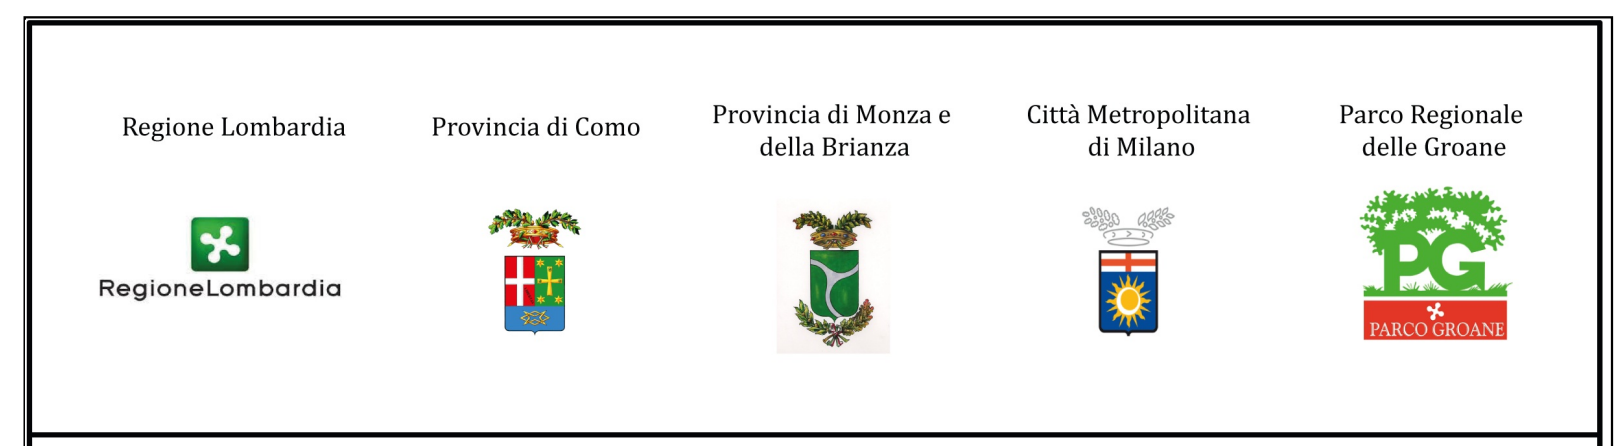 Regione Lombardia
Provincia di Como
Provincia di Monza e
della Brianza
Città Metropolitana
di Milano
Parco Regionale
delle Groane
RegioneLombardia
PG
PARCO GROANE